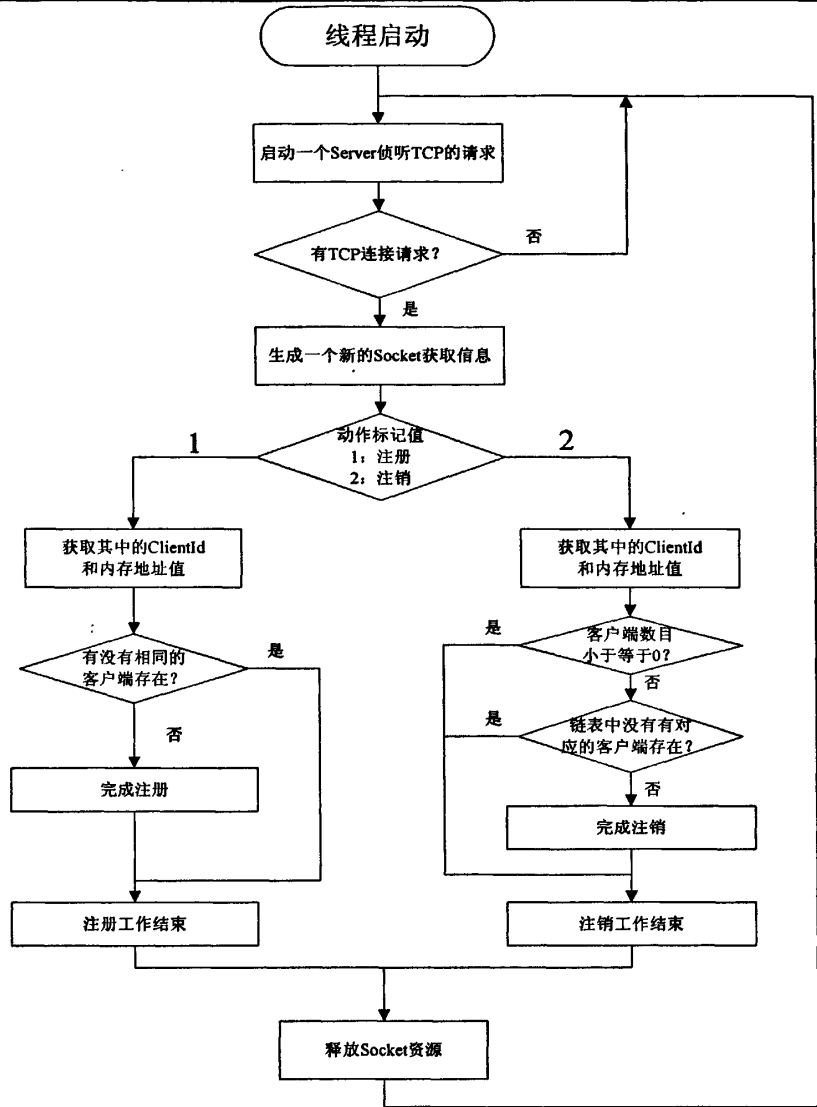 线程启动
启动一个Server侦听TCP的请求
有TCP连接请求？
否
是
生成一个新的Socket获取信息
动作标记值
1：注册
2：注销
1
2
获取其中的ClientId
和内存地址值
获取其中的ClientId
和内存地址值
有没有相同的
客户端存在？
是
否
完成注册
注册工作结束
客户端数目
小于等于0？
是
否
链表中没有有对
应的客户端存在？
是
否
完成注销
注销工作结束
释放Socket资源